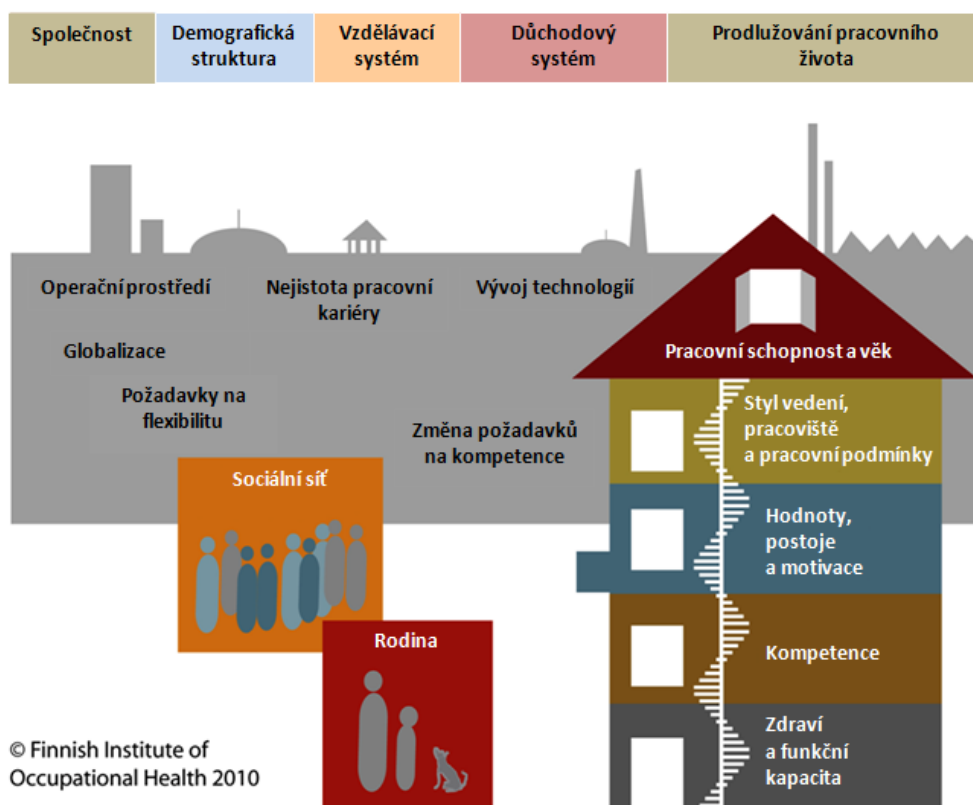 Společnost
Demografická
struktura
Vzdělávací
systém
Důchodový
systém
Prodlužování pracovního
života
Operační prostředí
Nejistota pracovní
kariéry
Vývoj technologií
Globalizace
Požadavky na
flexibilitu
Změna požadavků
na kompetence
Pracovní schopnost a věk
Styl vedení,
pracoviště
a pracovní podmínky
Sociální síť
Hodnoty,
postoje
a motivace
Rodina
Kompetence
Zdraví
a funkční
kapacita
© Finnish Institute of
Occupational Health 2010